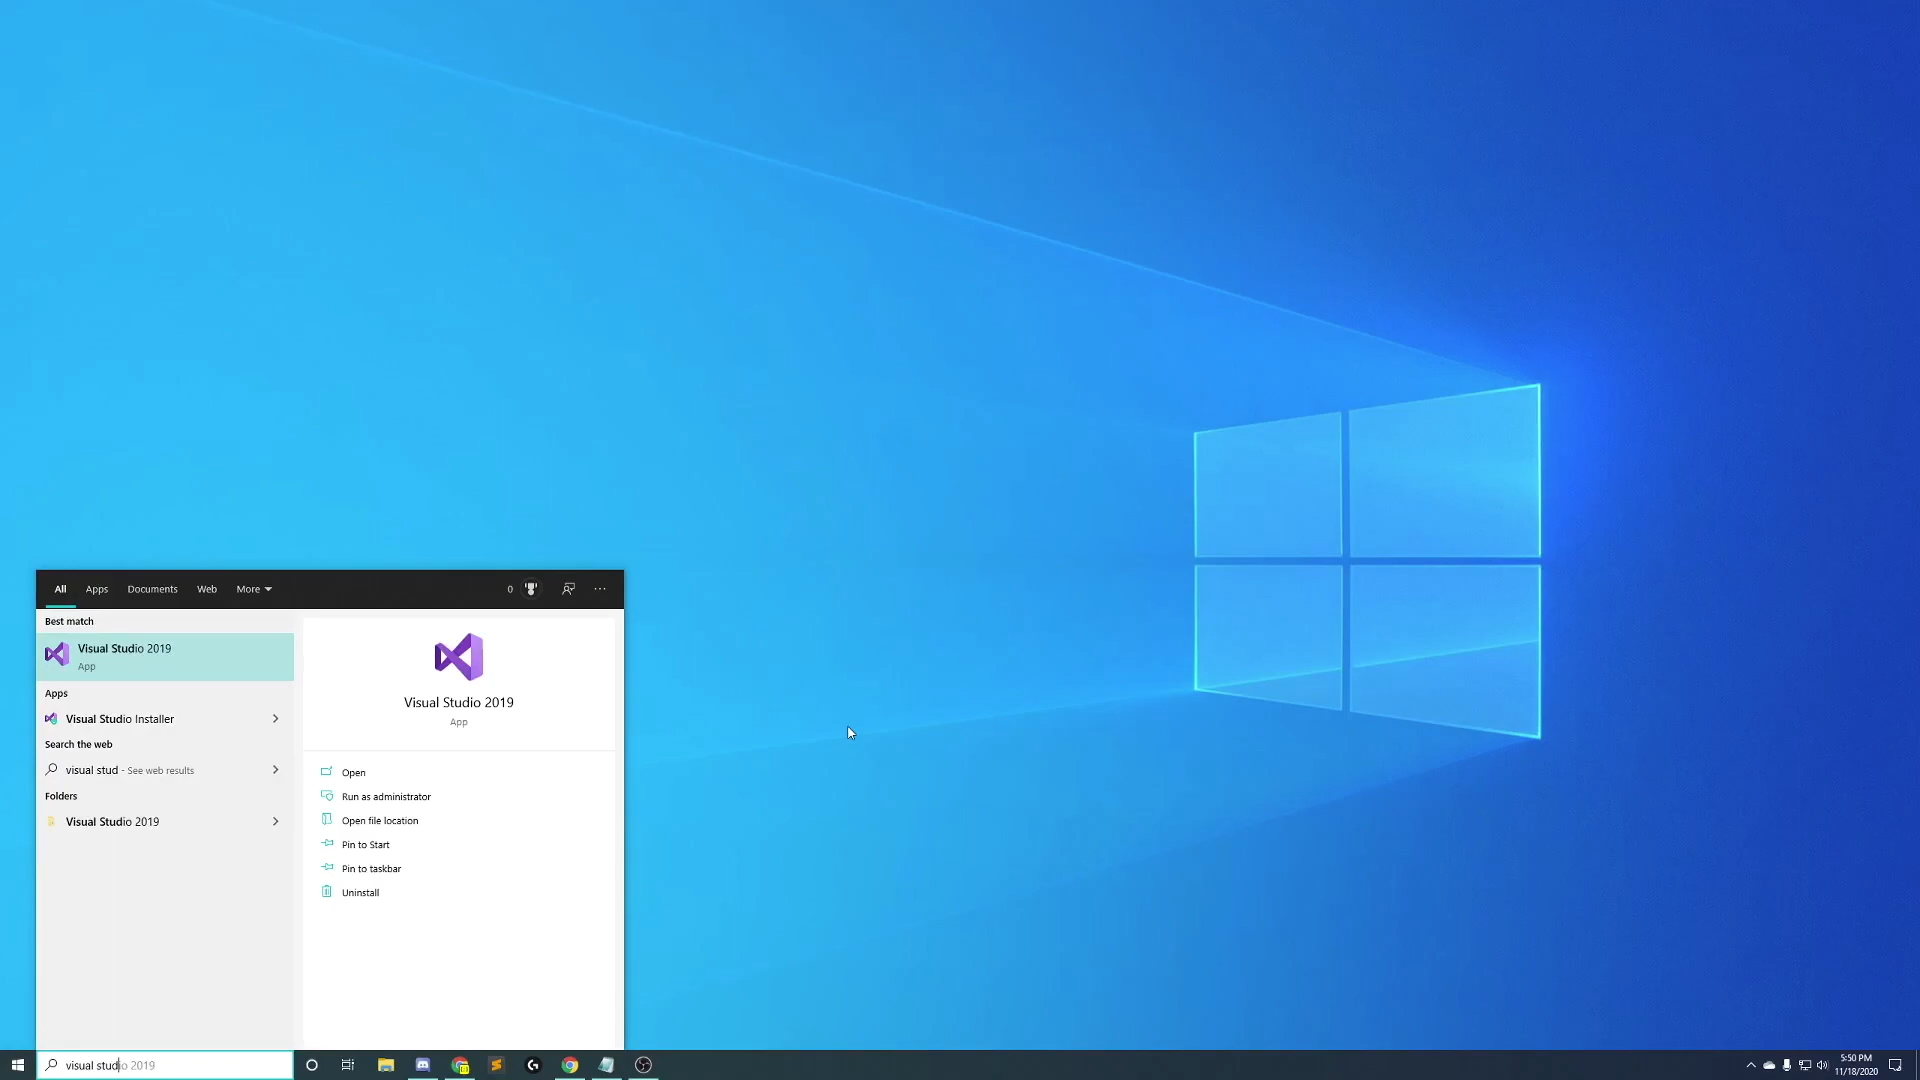 All Apps Documents Web More 0
Best match
Visual Studio 2019
App
Apps
Visual Studio Installer
Search the web
visual stud - See web results
Folders
Visual Studio 2019
Visual Studio 2019
App
Open
Run as administrator
Open file location
Pin to Start
Pin to taskbar
Uninstall
visual studio 2019
5:50 PM
11/18/2020